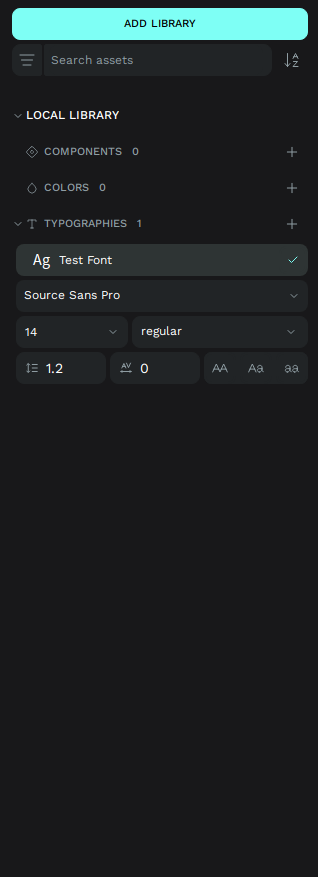 ADD LIBRARY
Search assets
LOCAL LIBRARY
COMPONENTS 0
COLORS 0
TYPOGRAPHIES 1
Ag Test Font
Source Sans Pro
14 regular
1.2 AV 0 AA Aa aa